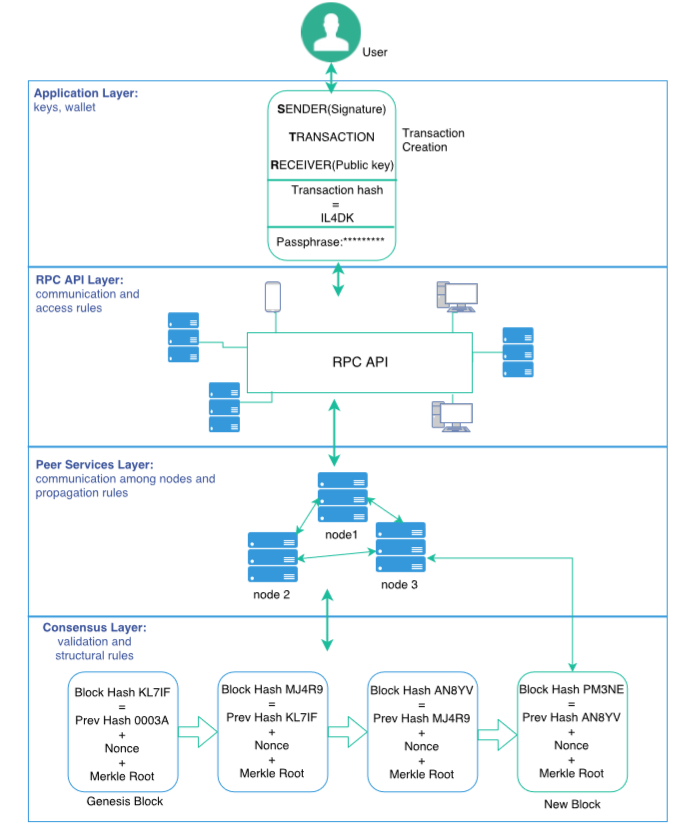 User
Application Layer:
keys, wallet
SENDER(Signature)
TRANSACTION
RECEIVER(Public key)
Transaction
Creation
Transaction hash
=
IL4DK
Passphrase:*********
RPC API Layer:
communication and
access rules
RPC API
Peer Services Layer:
communication among nodes and
propagation rules
node1
node 2
node 3
Consensus Layer:
validation and
structural rules
Block Hash KL7IF
=
Prev Hash 0003A
+
Nonce
+
Merkle Root
Genesis Block
Block Hash MJ4R9
=
Prev Hash KL7IF
+
Nonce
+
Merkle Root
Block Hash AN8YV
=
Prev Hash MJ4R9
+
Nonce
+
Merkle Root
Block Hash PM3NE
=
Prev Hash AN8YV
+
Nonce
+
Merkle Root
New Block